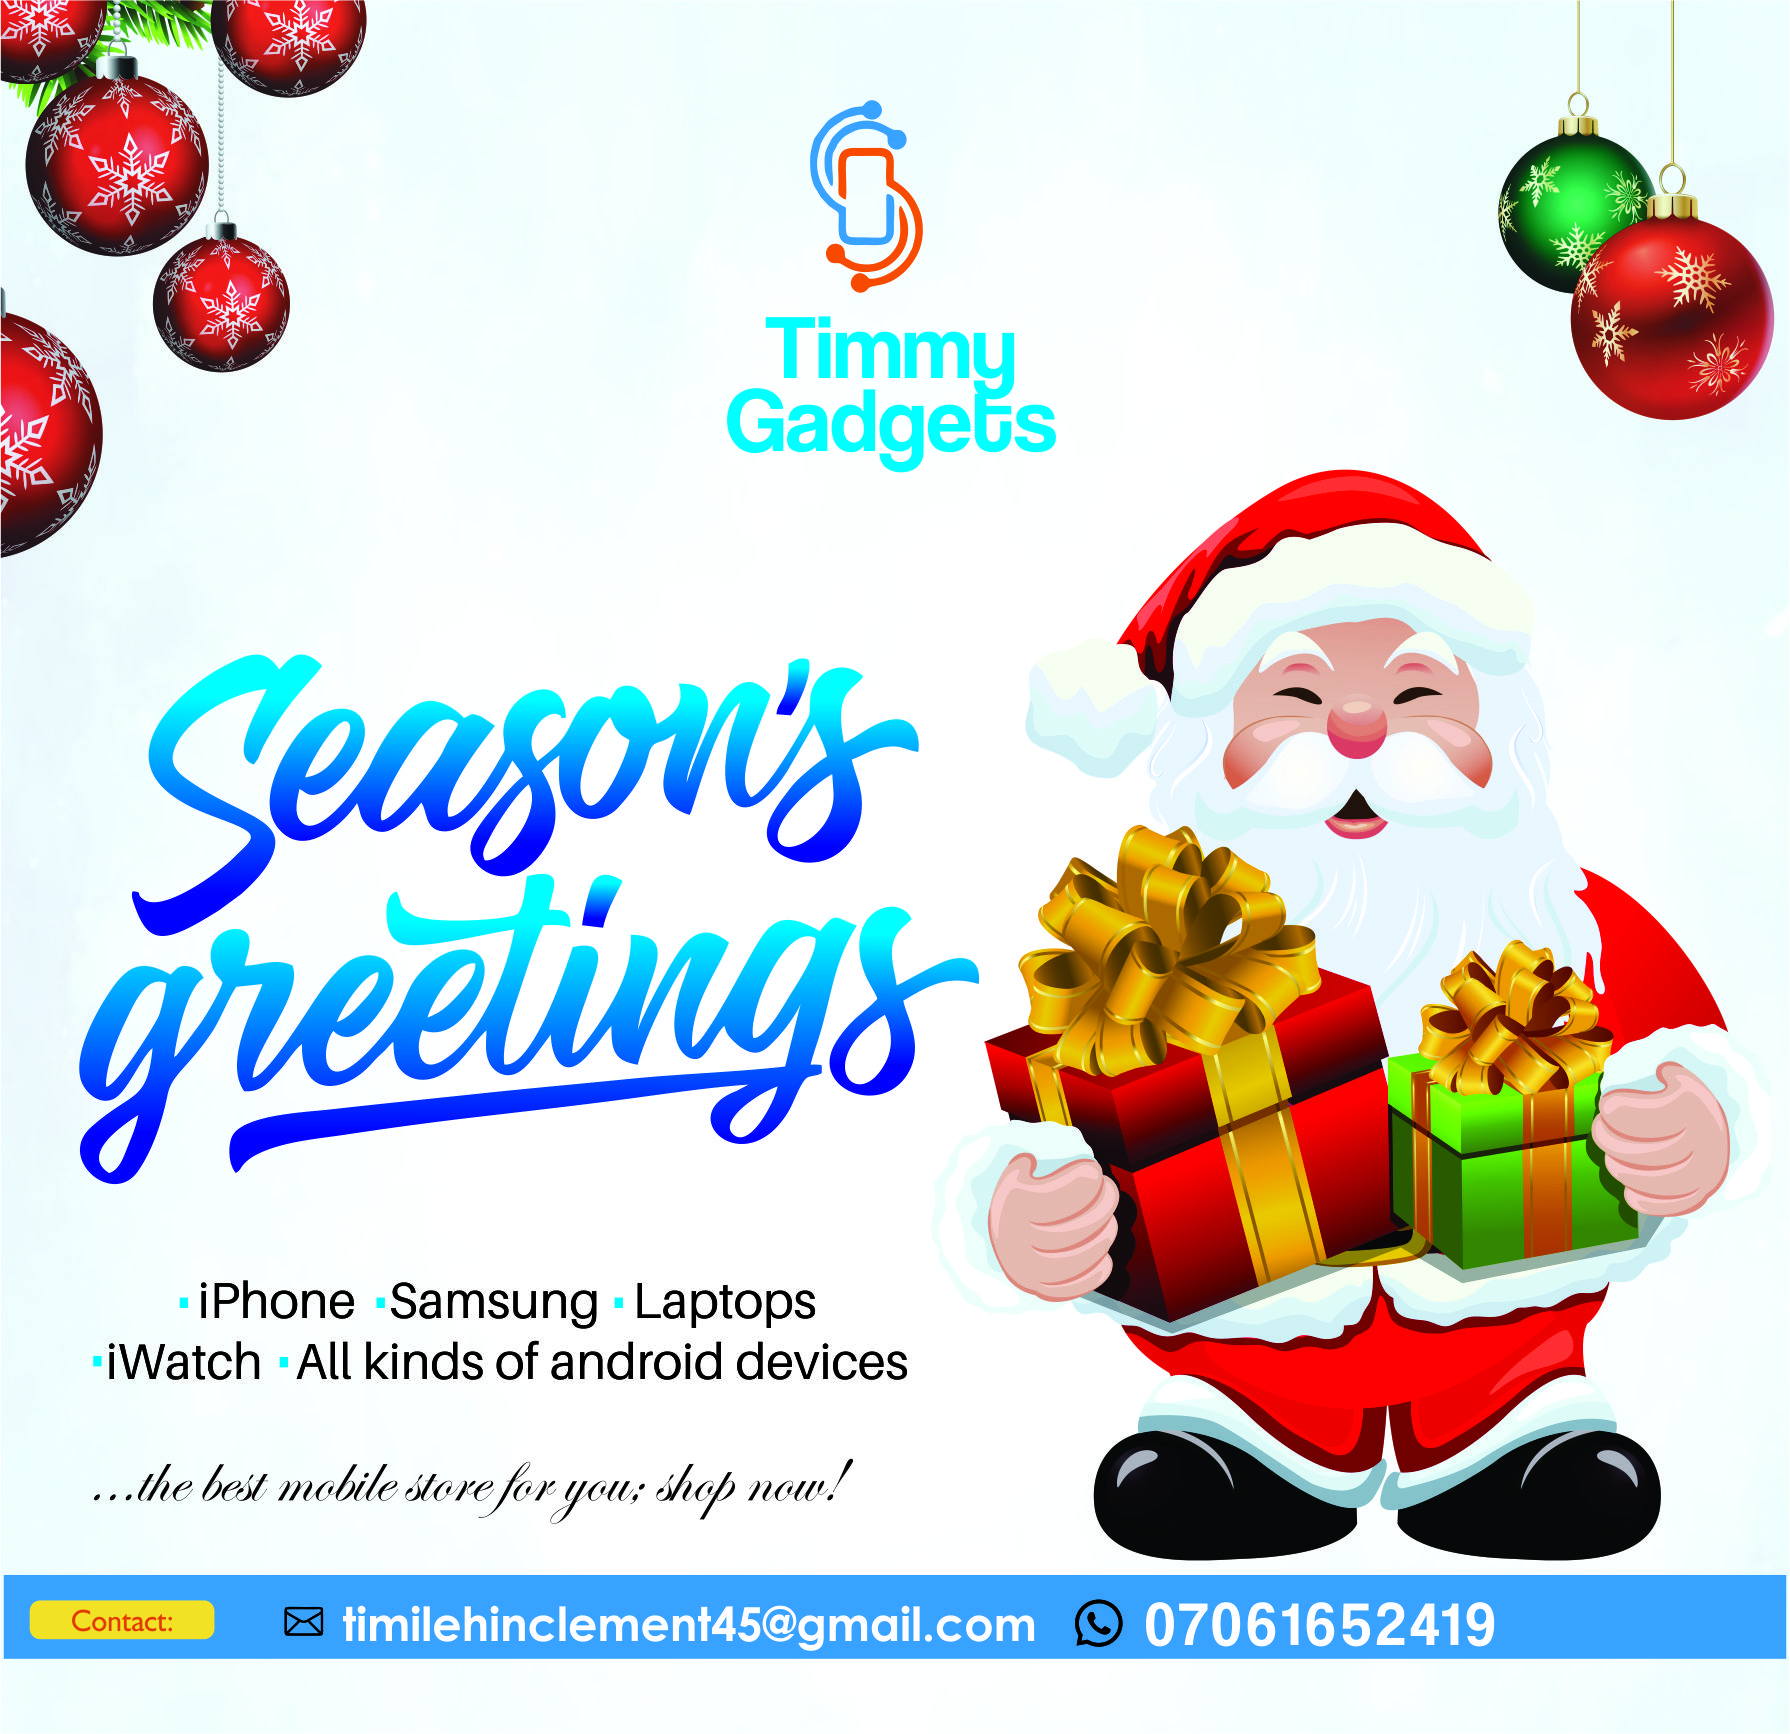 Timmy
Gadgets
Season's
greetings
· iPhone · Samsung · Laptops
· iWatch · All kinds of android devices
...the best mobile store for you; shop now!
Contact: timilehinclement45@gmail.com 07061652419